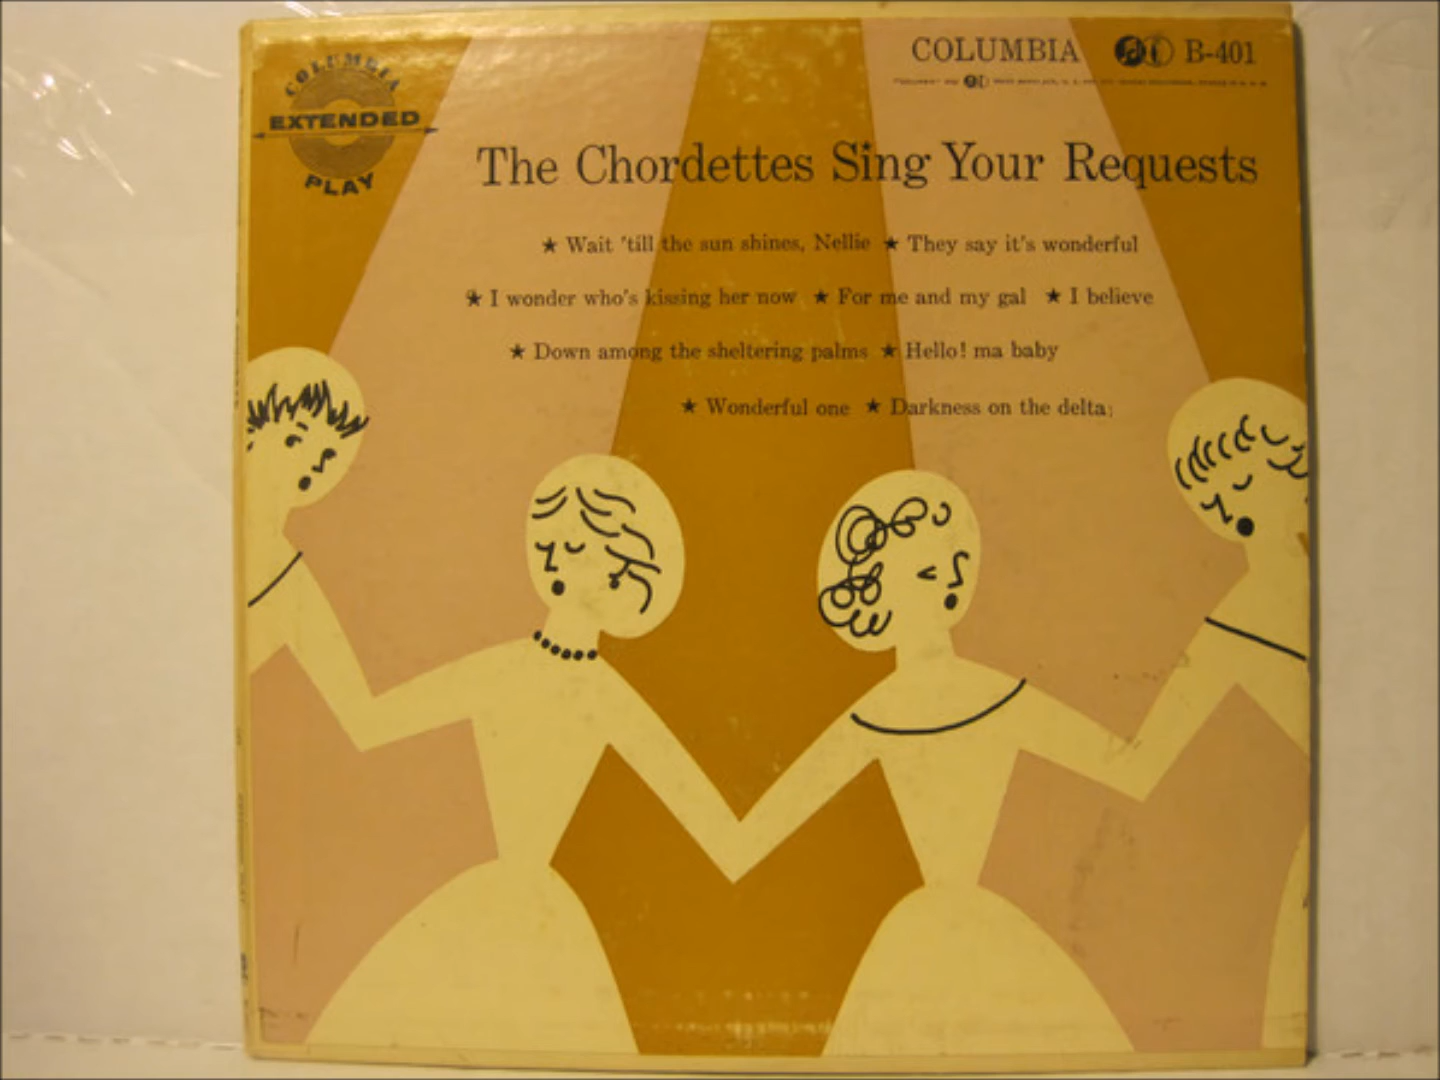 COLUMBIA
EXTENDED
PLAY
COLUMBIA B-401
The Chordettes Sing Your Requests
★ Wait 'till the sun shines, Nellie ★ They say it's wonderful
★ I wonder who's kissing her now ★ For me and my gal ★ I believe
★ Down among the sheltering palms ★ Hello! ma baby
★ Wonderful one ★ Darkness on the delta